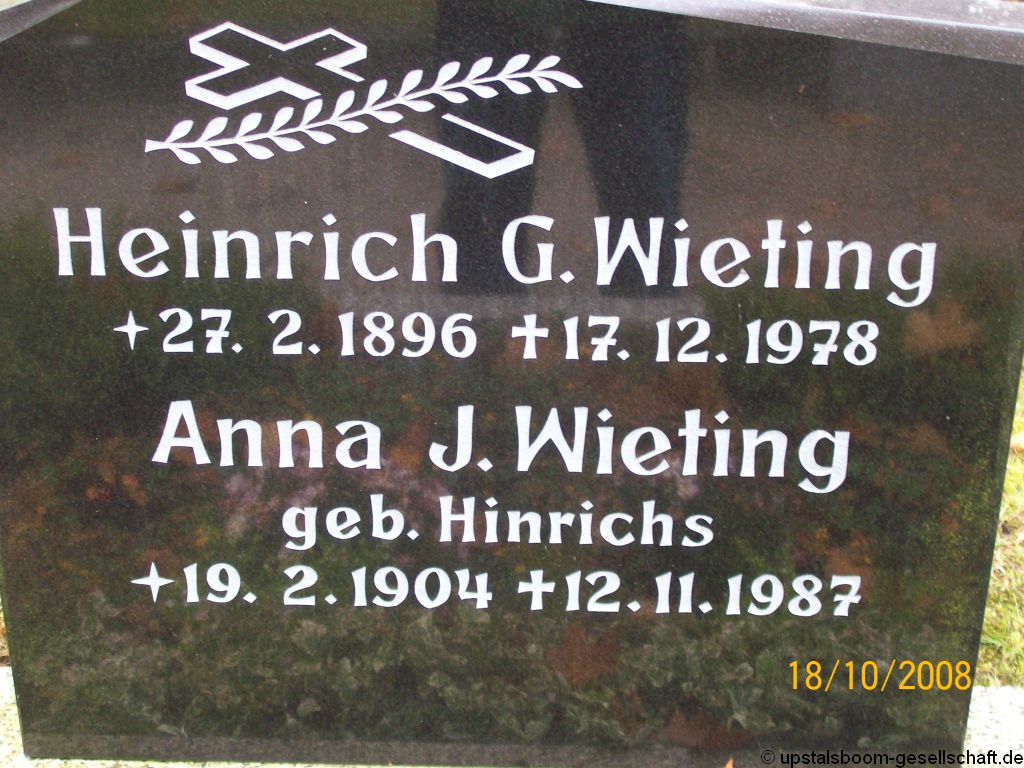 Heinrich G. Wieting
+27. 2. 1896 ✝17. 12. 1978
Anna J. Wieting
geb. Hinrichs
+19. 2. 1904 ✝12. 11. 1987
18/10/2008
© upstalsboom-gesellschaft.de